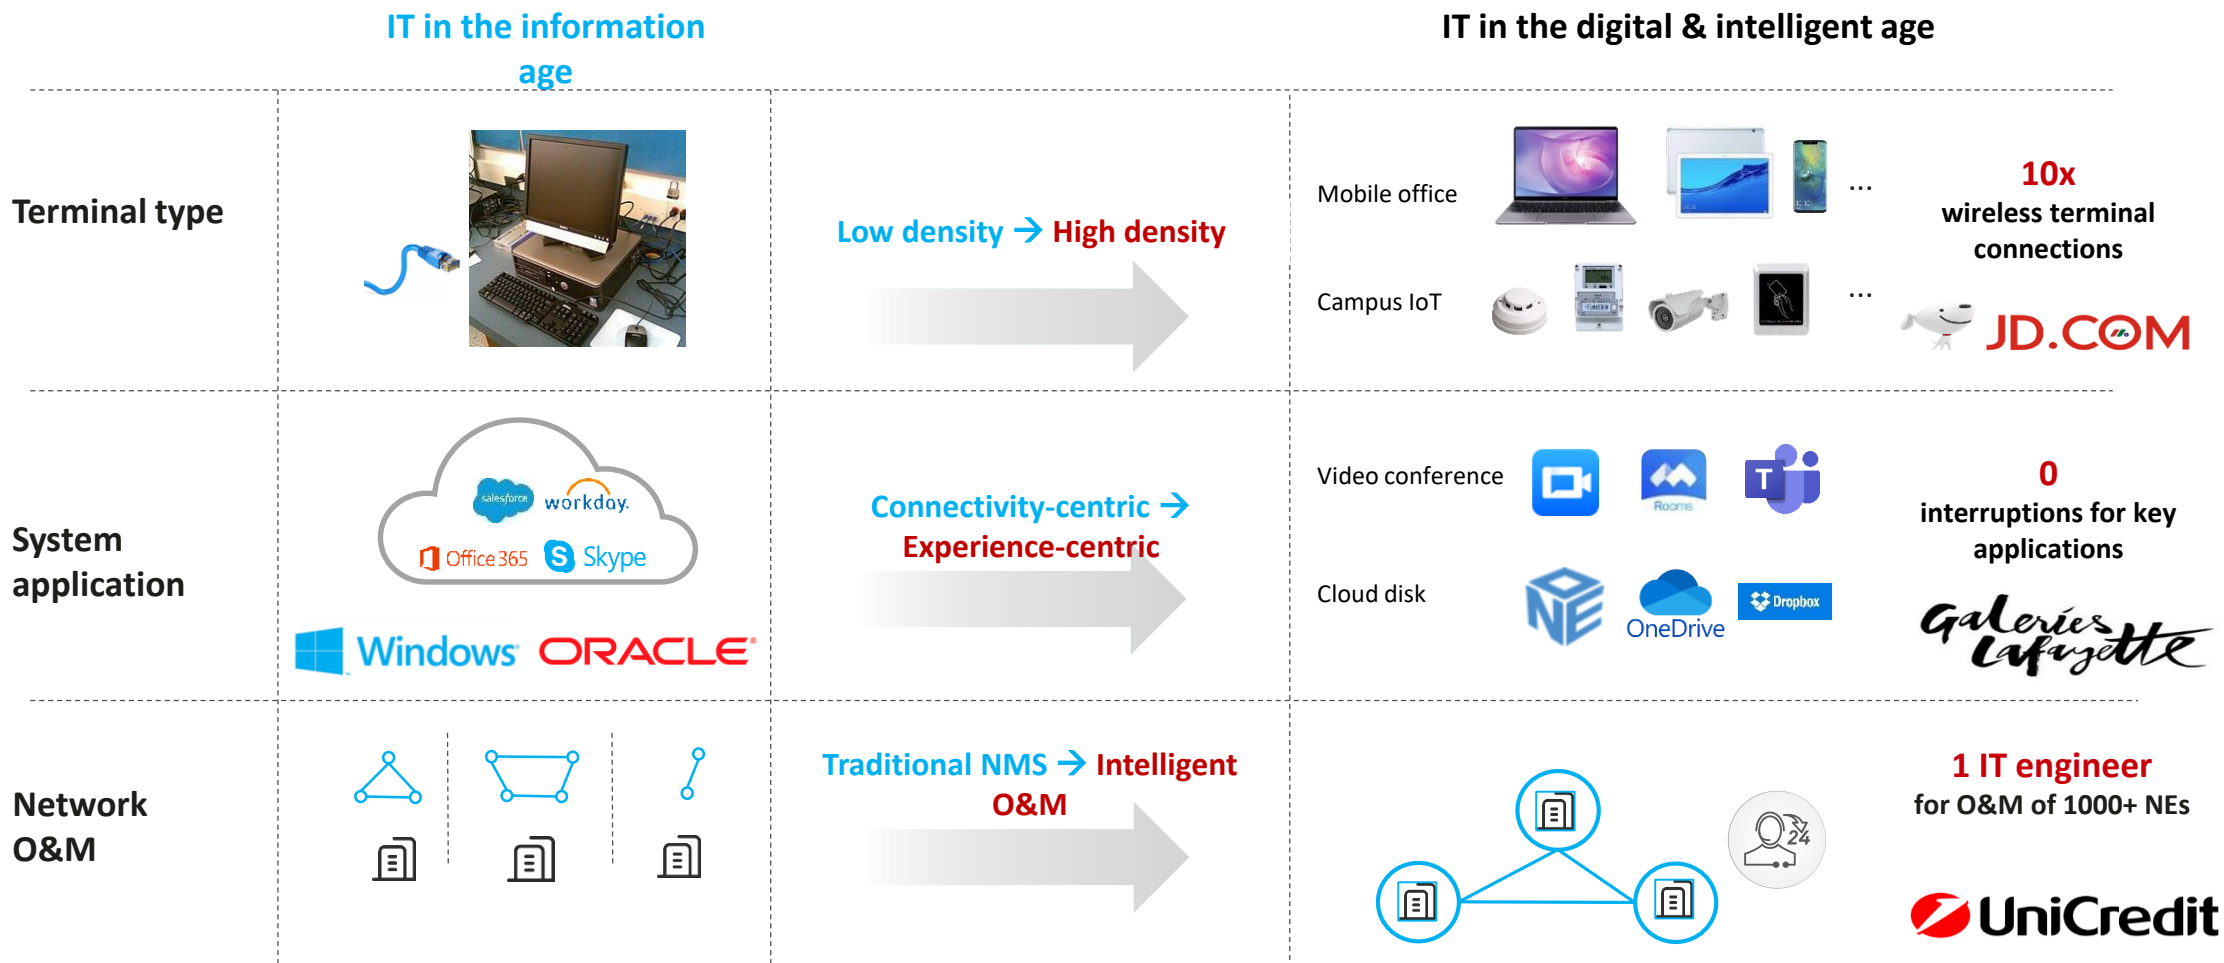 IT in the information
age
IT in the digital & intelligent age
Terminal type
Low density → High density
Mobile office
...
Campus IoT
...
10x
wireless terminal
connections
JD.COM
System
application
salesforce
workday.
Office 365
Skype
Windows
ORACLE®
Connectivity-centric →
Experience-centric
Video conference
Rooms
T
Cloud disk
ONE
OneDrive
Dropbox
0
interruptions for key
applications
Galeries
Lafayette
Network
O&M
Traditional NMS → Intelligent
O&M
24
1 IT engineer
for O&M of 1000+ NEs
UniCredit